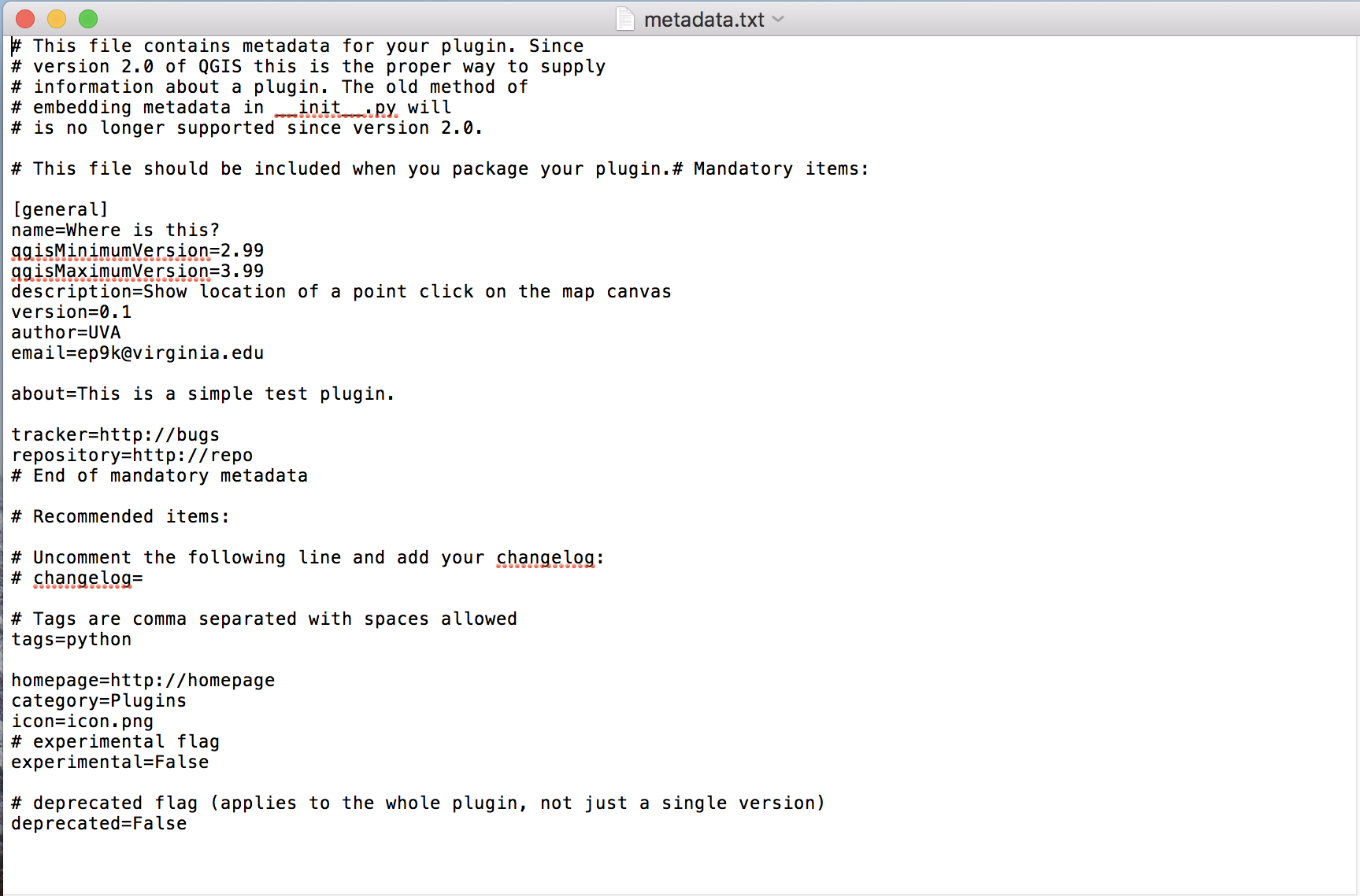 metadata.txt
# This file contains metadata for your plugin. Since
# version 2.0 of QGIS this is the proper way to supply
# information about a plugin. The old method of
# embedding metadata in __init__.py will
# is no longer supported since version 2.0.
# This file should be included when you package your plugin.# Mandatory items:
[general]
name=Where is this?
qgisMinimumVersion=2.99
qgisMaximumVersion=3.99
description=Show location of a point click on the map canvas
version=0.1
author=UVA
email=ep9k@virginia.edu
about=This is a simple test plugin.
tracker=http://bugs
repository=http://repo
# End of mandatory metadata
# Recommended items:
# Uncomment the following line and add your changelog:
# changelog=
# Tags are comma separated with spaces allowed
tags=python
homepage=http://homepage
category=Plugins
icon=icon.png
# experimental flag
experimental=False
# deprecated flag (applies to the whole plugin, not just a single version)
deprecated=False